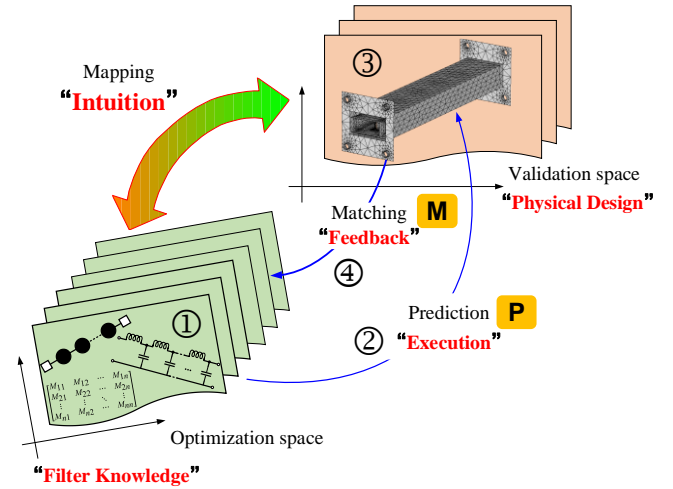 ③
Mapping
“Intuition”
Validation space
“Physical Design”
Matching M
“Feedback”
④
①
Prediction P
② “Execution”
M11 M12 ... M1n
M21 M22 ... M2n
⋮ ⋮ ⋱ ⋮
Mn1 Mn2 ... Mnn
Optimization space
“Filter Knowledge”